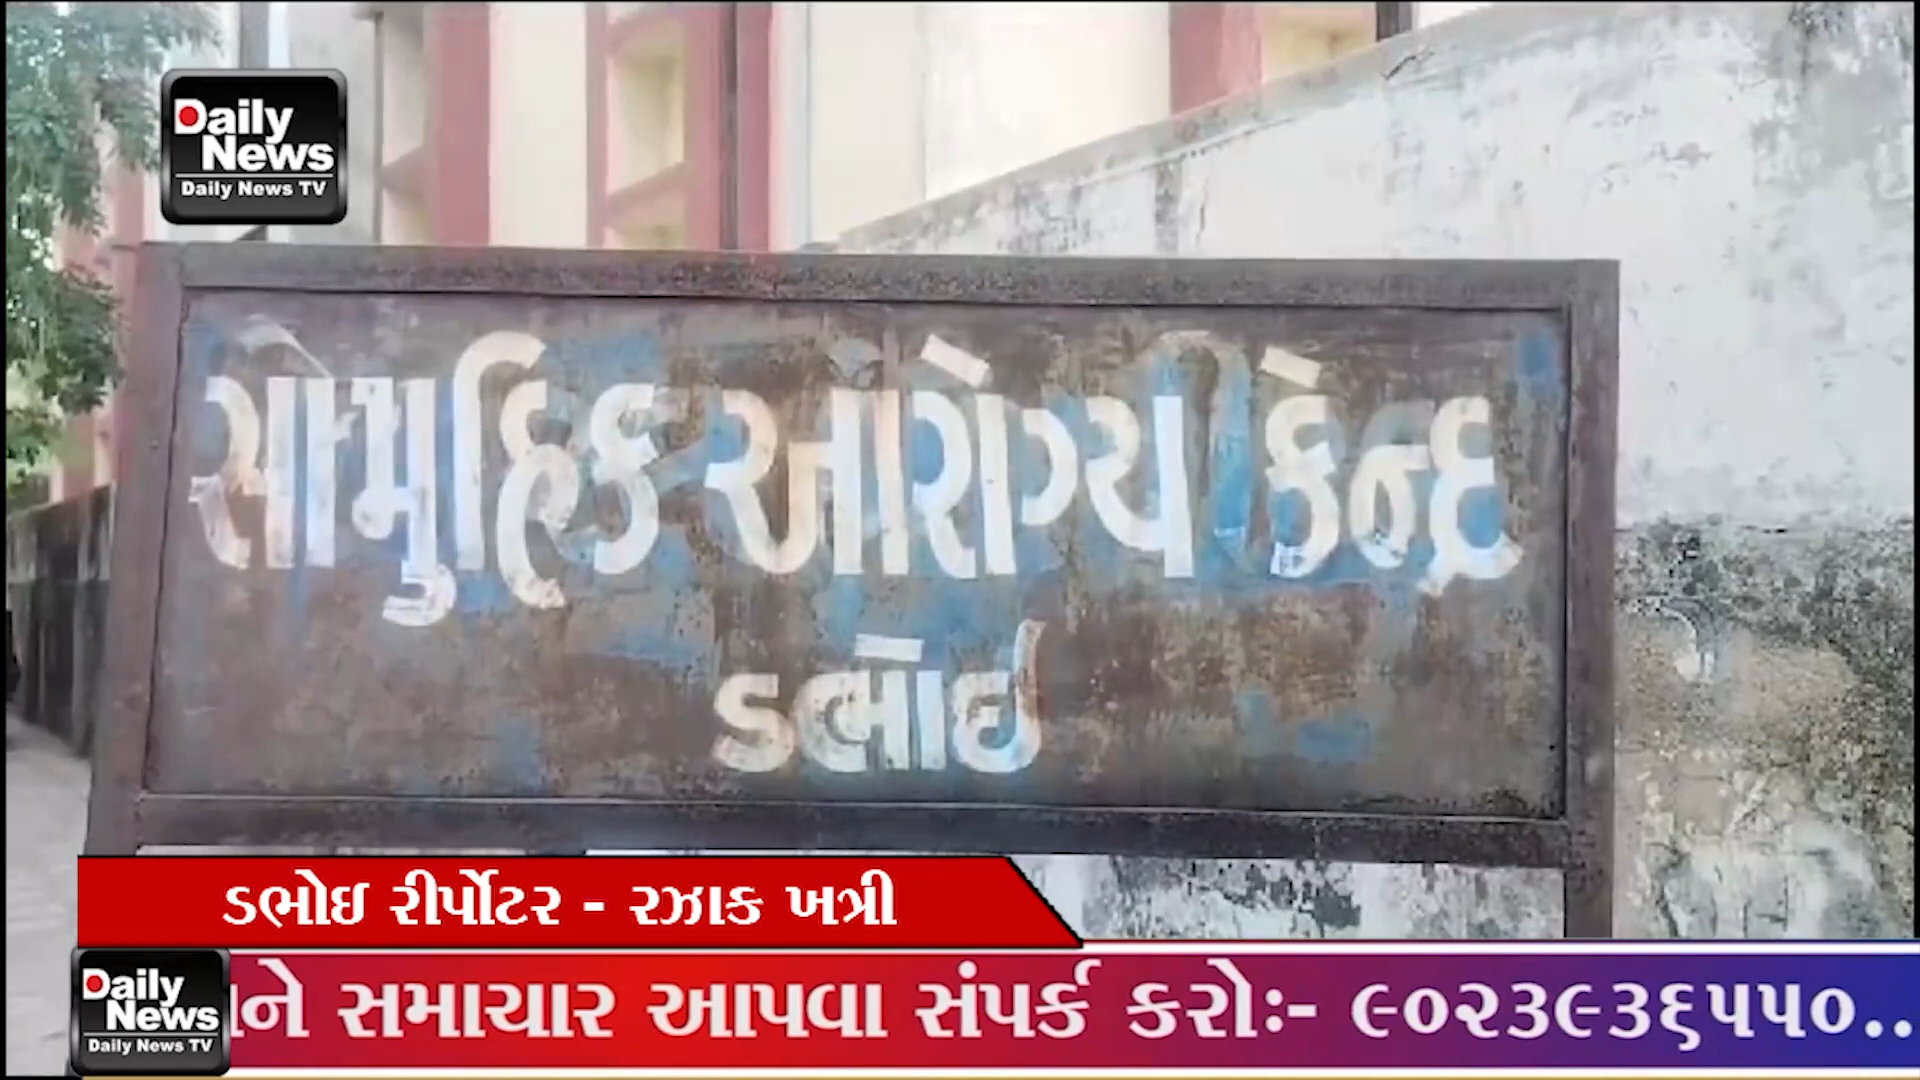 Daily
News
Daily News TV
સામુહિક આરોગ્ય કેન્દ્ર
ડભોઇ
ડભોઇ રીર્પોટર - રઝાક ખત્રી
Daily
News
Daily News TV
સમાચાર આપવા સંપર્ક કરોઃ- ૯૦૨૩૯૩૬૫૫૦..